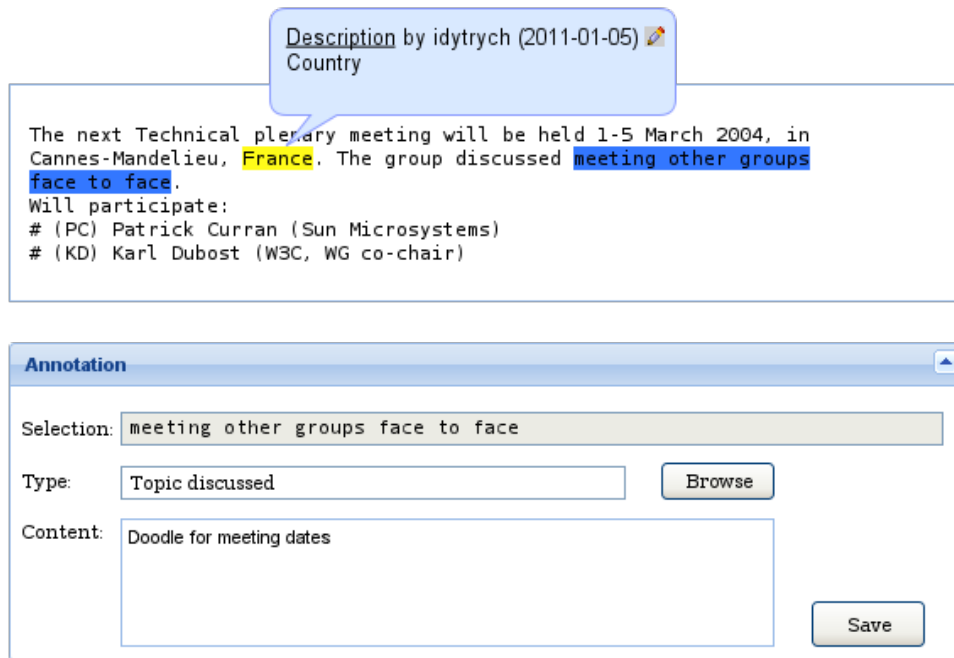 Description by idytrych (2011-01-05)
Country
The next Technical plenary meeting will be held 1-5 March 2004, in
Cannes-Mandelieu, France. The group discussed meeting other groups
face to face.
Will participate:
# (PC) Patrick Curran (Sun Microsystems)
# (KD) Karl Dubost (W3C, WG co-chair)
Annotation
Selection: meeting other groups face to face
Type: Topic discussed Browse
Content: Doodle for meeting dates
Save